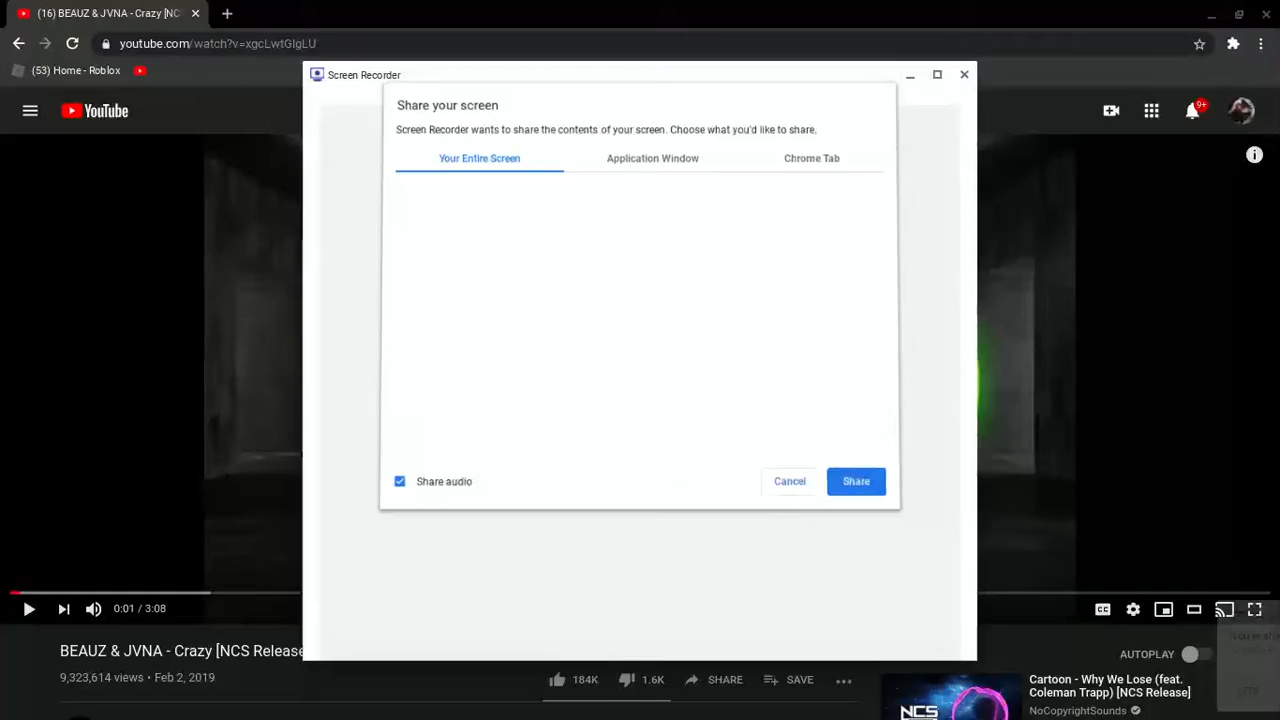 (16) BEAUZ & JVNA - Crazy [NC
youtube.com/watch?v=xgcLwtGIgLU
(53) Home - Roblox
Screen Recorder
YouTube
9+
Share your screen
Screen Recorder wants to share the contents of your screen. Choose what you'd like to share.
Your Entire Screen
Application Window
Chrome Tab
Share audio
Cancel
Share
0:01 / 3:08
CC
BEAUZ & JVNA - Crazy [NCS Release
9,323,614 views • Feb 2, 2019
184K
1.6K
SHARE
SAVE
AUTOPLAY
NCS
Cartoon - Why We Lose (feat.
Coleman Trapp) [NCS Release]
NoCopyrightSounds